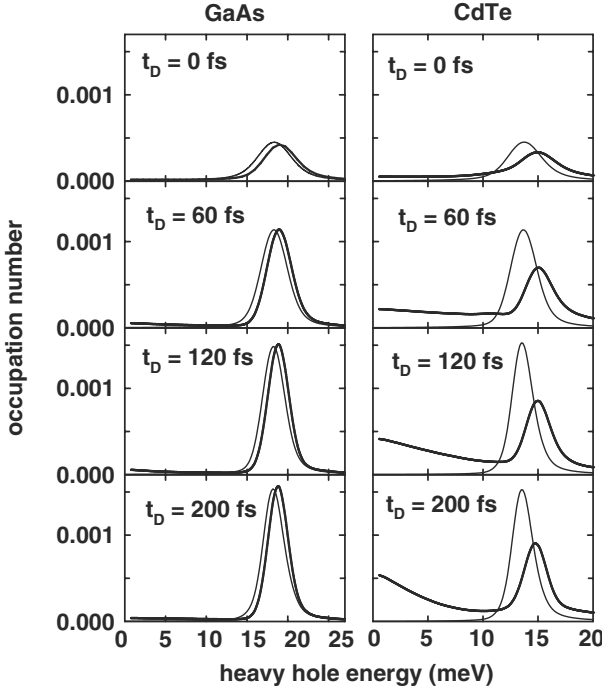 GaAs CdTe
t_D = 0 fs t_D = 0 fs
0.001
0.000
t_D = 60 fs t_D = 60 fs
0.001
0.000
t_D = 120 fs t_D = 120 fs
0.001
0.000
t_D = 200 fs t_D = 200 fs
0.001
0.000
0 5 10 15 20 25 0 5 10 15 20
heavy hole energy (meV)
occupation number